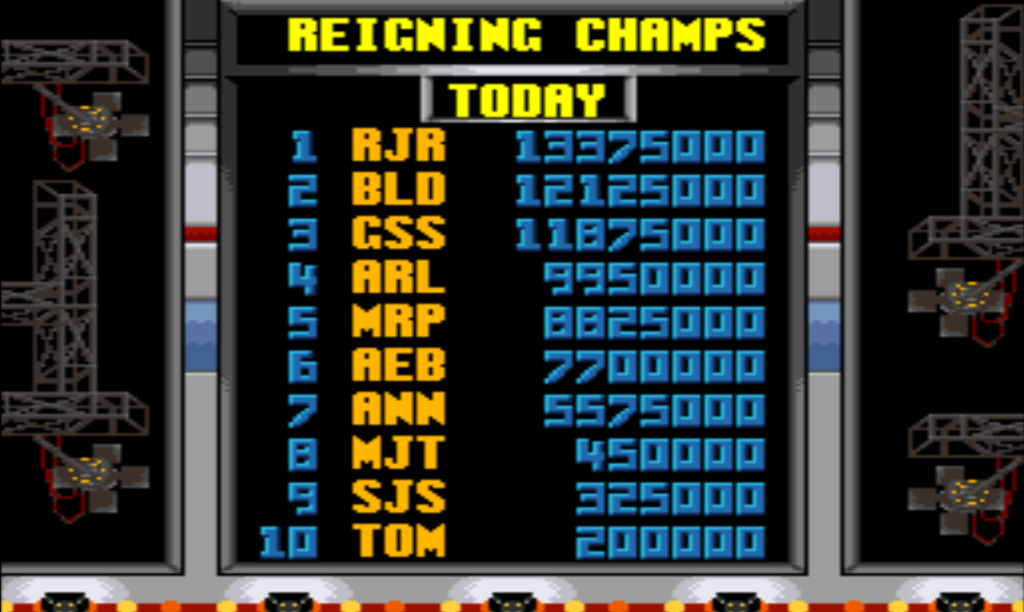 REIGNING CHAMPS
TODAY
1 RJR 13375000
2 BLD 12125000
3 GSS 11875000
4 ARL 9950000
5 MRP 8825000
6 AEB 7700000
7 ANN 5575000
8 MJT 450000
9 SJS 325000
10 TOM 200000